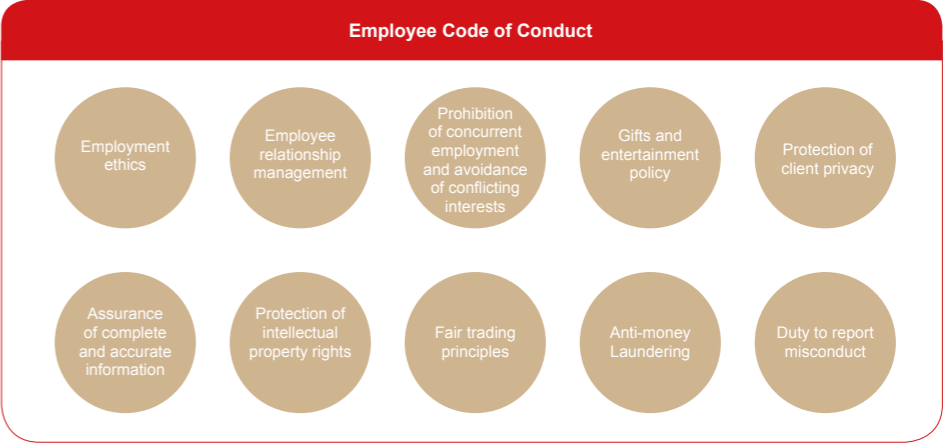 Employee Code of Conduct
Employment
ethics
Employee
relationship
management
Prohibition
of concurrent
employment
and avoidance
of conflicting
interests
Gifts and
entertainment
policy
Protection of
client privacy
Assurance
of complete
and accurate
information
Protection of
intellectual
property rights
Fair trading
principles
Anti-money
Laundering
Duty to report
misconduct